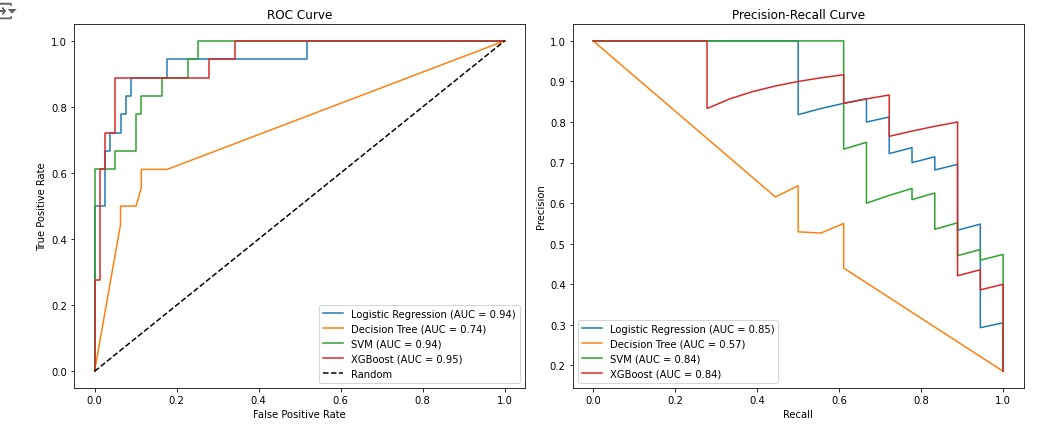 ROC Curve
1.0
0.8
0.6
0.4
0.2
0.0
True Positive Rate
0.0 0.2 0.4 0.6 0.8 1.0
False Positive Rate
Logistic Regression (AUC = 0.94)
Decision Tree (AUC = 0.74)
SVM (AUC = 0.94)
XGBoost (AUC = 0.95)
Random
Precision-Recall Curve
1.0
0.9
0.8
0.7
0.6
0.5
0.4
0.3
0.2
Precision
0.0 0.2 0.4 0.6 0.8 1.0
Recall
Logistic Regression (AUC = 0.85)
Decision Tree (AUC = 0.57)
SVM (AUC = 0.84)
XGBoost (AUC = 0.84)